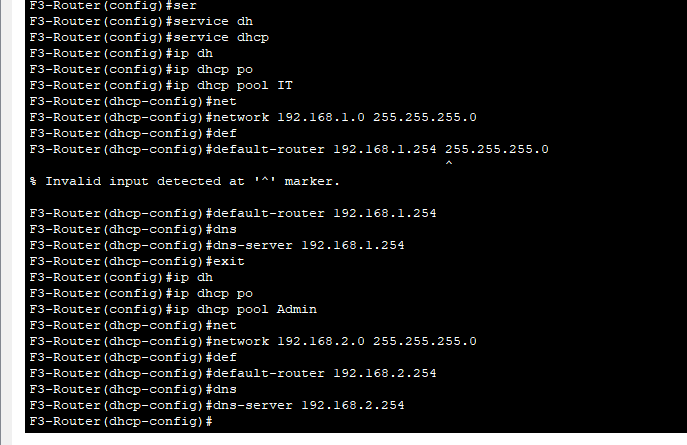 F3-Router(config)#ser
F3-Router(config)#service dh
F3-Router(config)#service dhcp
F3-Router(config)#ip dh
F3-Router(config)#ip dhcp po
F3-Router(config)#ip dhcp pool IT
F3-Router(dhcp-config)#net
F3-Router(dhcp-config)#network 192.168.1.0 255.255.255.0
F3-Router(dhcp-config)#def
F3-Router(dhcp-config)#default-router 192.168.1.254 255.255.255.0
^
% Invalid input detected at '^' marker.
F3-Router(dhcp-config)#default-router 192.168.1.254
F3-Router(dhcp-config)#dns
F3-Router(dhcp-config)#dns-server 192.168.1.254
F3-Router(dhcp-config)#exit
F3-Router(config)#ip dh
F3-Router(config)#ip dhcp po
F3-Router(config)#ip dhcp pool Admin
F3-Router(dhcp-config)#net
F3-Router(dhcp-config)#network 192.168.2.0 255.255.255.0
F3-Router(dhcp-config)#def
F3-Router(dhcp-config)#default-router 192.168.2.254
F3-Router(dhcp-config)#dns
F3-Router(dhcp-config)#dns-server 192.168.2.254
F3-Router(dhcp-config)#